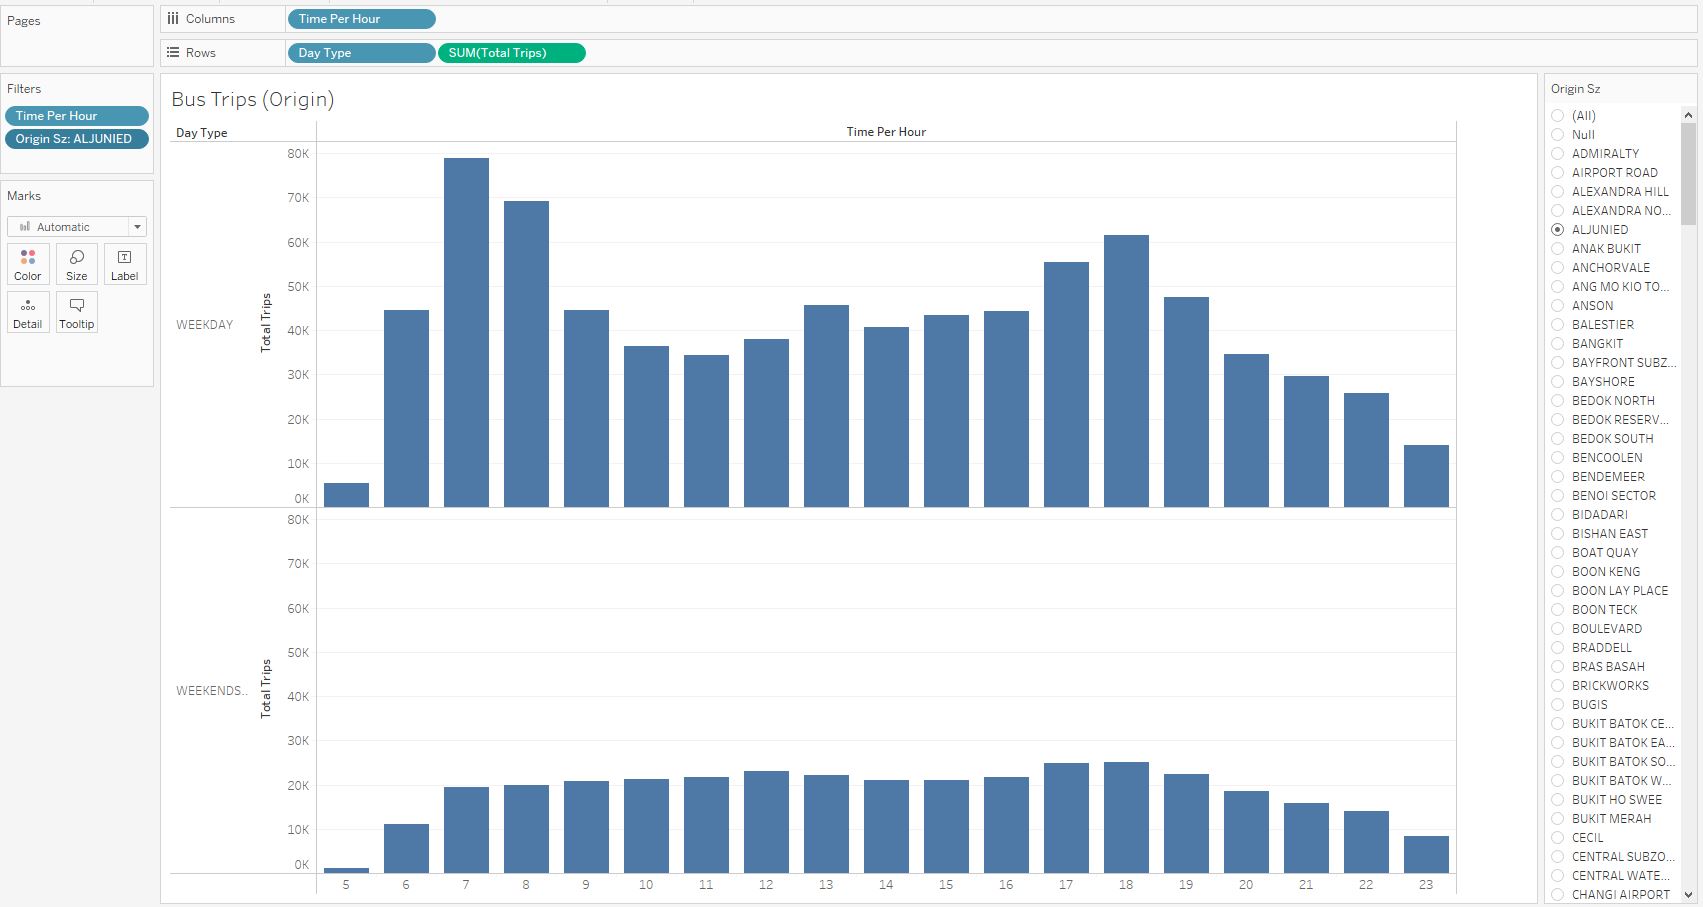 Pages
Columns
Time Per Hour
Rows
Day Type
SUM(Total Trips)
Filters
Time Per Hour
Origin Sz: ALJUNIED
Marks
Automatic
Color
Size
Label
Detail
Tooltip
Bus Trips (Origin)
Day Type
Time Per Hour
WEEKDAY
Total Trips
80K
70K
60K
50K
40K
30K
20K
10K
0K
WEEKENDS..
Total Trips
80K
70K
60K
50K
40K
30K
20K
10K
0K
5 6 7 8 9 10 11 12 13 14 15 16 17 18 19 20 21 22 23
Origin Sz
(All)
Null
ADMIRALTY
AIRPORT ROAD
ALEXANDRA HILL
ALEXANDRA NO...
ALJUNIED
ANAK BUKIT
ANCHORVALE
ANG MO KIO TO...
ANSON
BALESTIER
BANGKIT
BAYFRONT SUBZ...
BAYSHORE
BEDOK NORTH
BEDOK RESERV...
BEDOK SOUTH
BENCOOLEN
BENDEMEER
BENOI SECTOR
BIDADARI
BISHAN EAST
BOAT QUAY
BOON KENG
BOON LAY PLACE
BOON TECK
BOULEVARD
BRADDELL
BRAS BASAH
BRICKWORKS
BUGIS
BUKIT BATOK CE...
BUKIT BATOK EA...
BUKIT BATOK SO...
BUKIT BATOK W...
BUKIT HO SWEE
BUKIT MERAH
CECIL
CENTRAL SUBZO...
CENTRAL WATE...
CHANGI AIRPORT